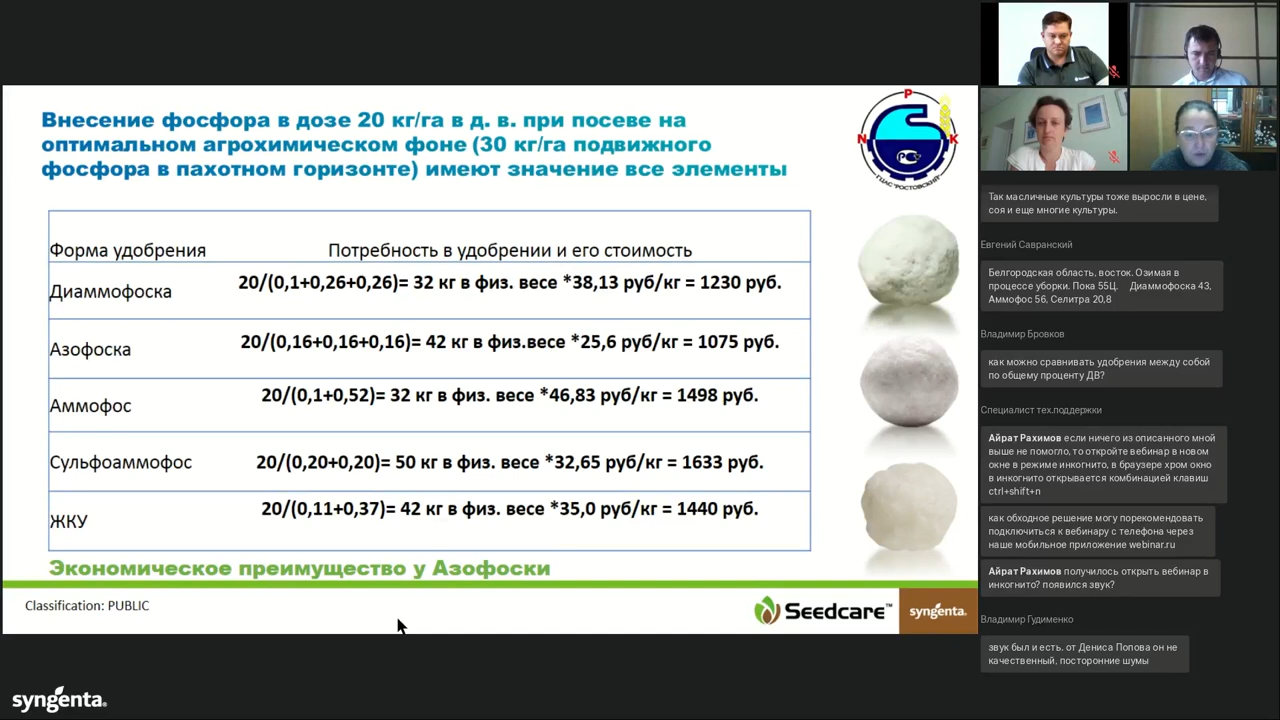 Внесение фосфора в дозе 20 кг/га в д. в. при посеве на
оптимальном агрохимическом фоне (30 кг/га подвижного
фосфора в пахотном горизонте) имеют значение все элементы
P
N
K
ГЦАС "РОСТОВСКИЙ"
Форма удобрения
Потребность в удобрении и его стоимость
Диаммофоска
20/(0,1+0,26+0,26)= 32 кг в физ. весе *38,13 руб/кг = 1230 руб.
Азофоска
20/(0,16+0,16+0,16)= 42 кг в физ.весе *25,6 руб/кг = 1075 руб.
Аммофос
20/(0,1+0,52)= 32 кг в физ. весе *46,83 руб/кг = 1498 руб.
Сульфоаммофос
20/(0,20+0,20)= 50 кг в физ. весе *32,65 руб/кг = 1633 руб.
ЖКУ
20/(0,11+0,37)= 42 кг в физ. весе *35,0 руб/кг = 1440 руб.
Экономическое преимущество у Азофоски
Classification: PUBLIC
Seedcare™
syngenta
syngenta
Так масличные культуры тоже выросли в цене,
соя и еще многие культуры.
Евгений Савранский
Белгородская область, восток. Озимая в
процессе уборки. Пока 55Ц. Диаммофоска 43,
Аммофос 56, Селитра 20,8
Владимир Бровков
как можно сравнивать удобрения между собой
по общему проценту ДВ?
Специалист тех.поддержки
Айрат Рахимов если ничего из описанного мной
выше не помогло, то откройте вебинар в новом
окне в режиме инкогнито, в браузере хром окно
в инкогнито открывается комбинацией клавиш
ctrl+shift+n
как обходное решение могу порекомендовать
подключиться к вебинару с телефона через
наше мобильное приложение webinar.ru
Айрат Рахимов получилось открыть вебинар в
инкогнито? появился звук?
Владимир Гудименко
звук был и есть. от Дениса Попова он не
качественный, посторонние шумы